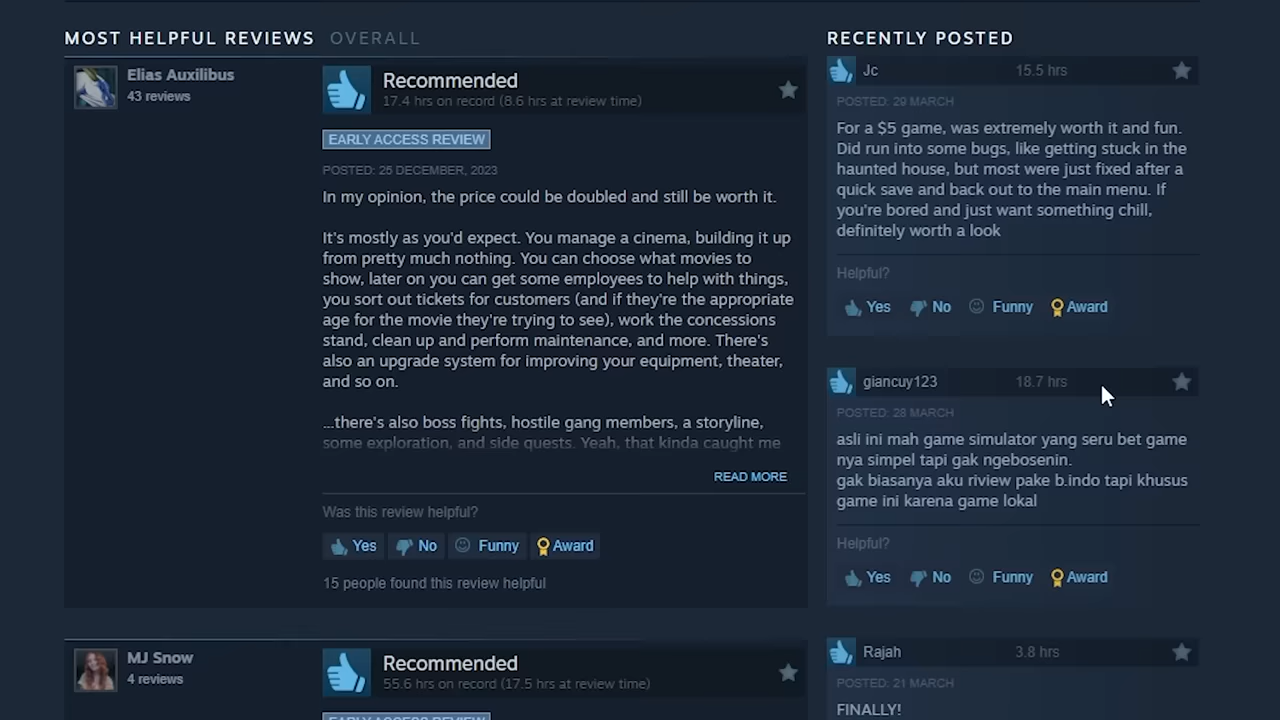 MOST HELPFUL REVIEWS OVERALL
Elias Auxilibus
43 reviews
Recommended
17.4 hrs on record (8.6 hrs at review time)
EARLY ACCESS REVIEW
POSTED: 25 DECEMBER, 2023
In my opinion, the price could be doubled and still be worth it.
It's mostly as you'd expect. You manage a cinema, building it up
from pretty much nothing. You can choose what movies to
show, later on you can get some employees to help with things,
you sort out tickets for customers (and if they're the appropriate
age for the movie they're trying to see), work the concessions
stand, clean up and perform maintenance, and more. There's
also an upgrade system for improving your equipment, theater,
and so on.
...there's also boss fights, hostile gang members, a storyline,
some exploration, and side quests. Yeah, that kinda caught me
READ MORE
Was this review helpful?
Yes No Funny Award
15 people found this review helpful
MJ Snow
4 reviews
Recommended
55.6 hrs on record (17.5 hrs at review time)
EARLY ACCESS REVIEW
RECENTLY POSTED
Jc 15.5 hrs
POSTED: 29 MARCH
For a $5 game, was extremely worth it and fun.
Did run into some bugs, like getting stuck in the
haunted house, but most were just fixed after a
quick save and back out to the main menu. If
you're bored and just want something chill,
definitely worth a look
Helpful?
Yes No Funny Award
giancuy123 18.7 hrs
POSTED: 28 MARCH
asli ini mah game simulator yang seru bet game
nya simpel tapi gak ngebosenin.
gak biasanya aku riview pake b.indo tapi khusus
game ini karena game lokal
Helpful?
Yes No Funny Award
Rajah 3.8 hrs
POSTED: 21 MARCH
FINALLY!